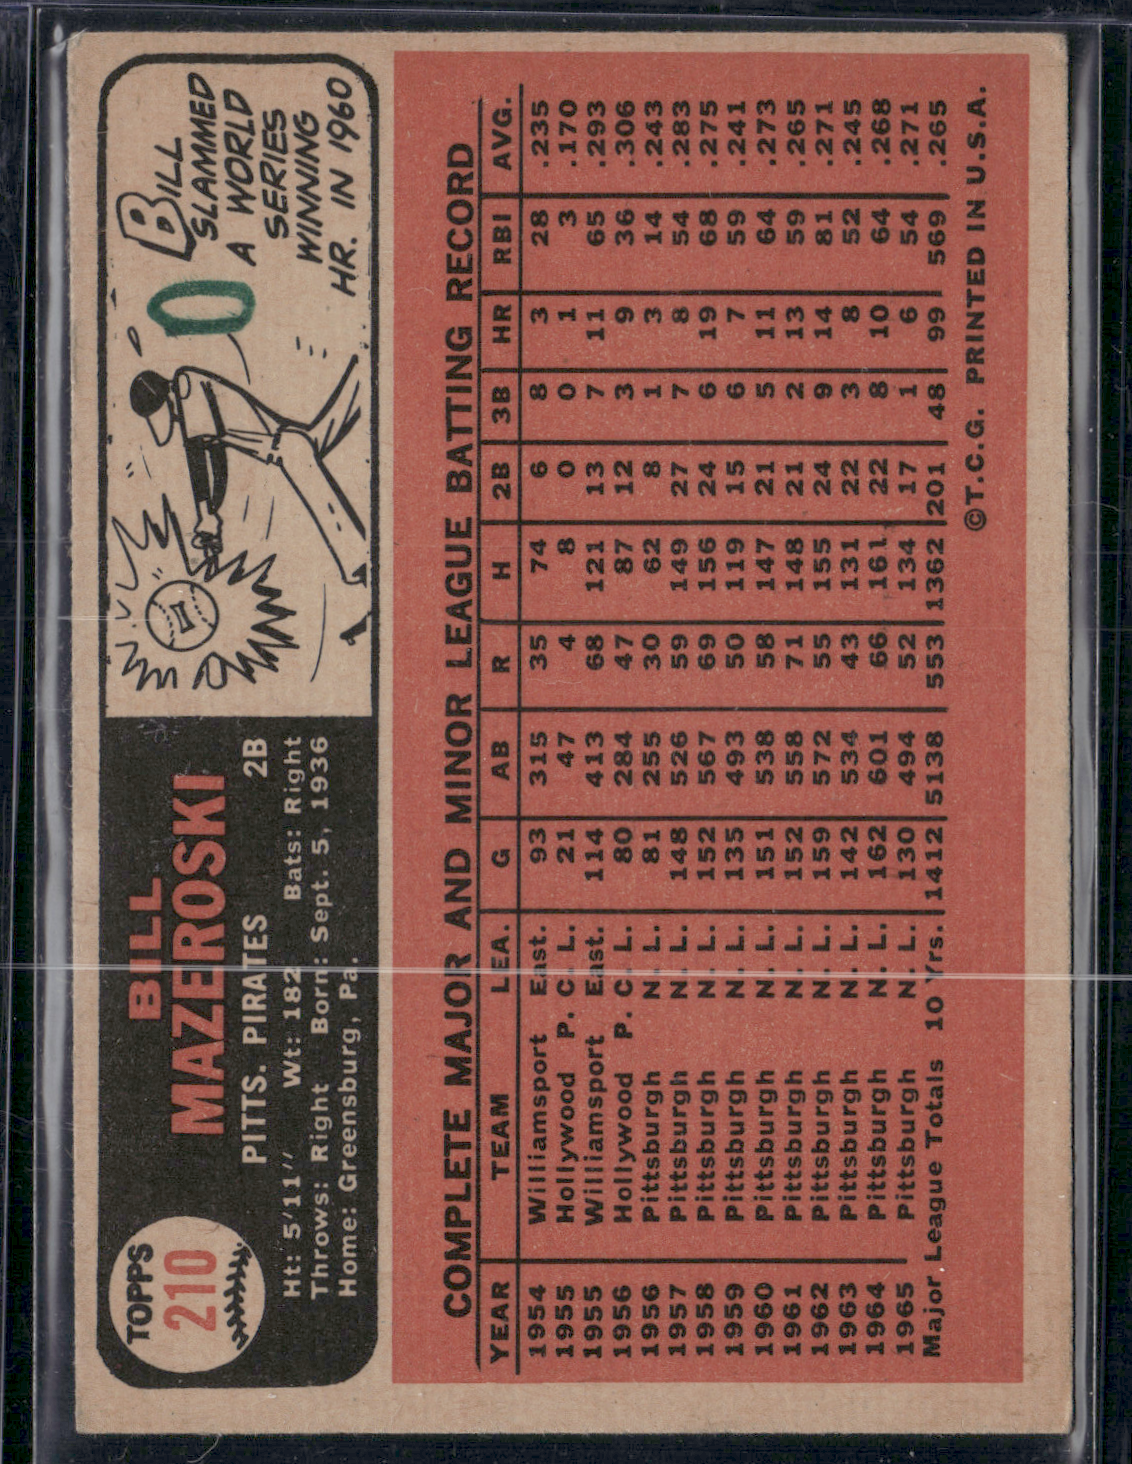 TOPPS
210
BILL
MAZEROSKI
PITTS. PIRATES 2B
Ht: 5'11" Wt: 182 Bats: Right
Throws: Right Born: Sept. 5, 1936
Home: Greensburg, Pa.
BILL
SLAMMED
A WORLD
SERIES
WINNING
HR. IN 1960
0
COMPLETE MAJOR AND MINOR LEAGUE BATTING RECORD
YEAR TEAM LEA. G AB R H 2B 3B HR RBI AVG.
1954 Williamsport East. 93 315 35 74 6 8 3 28 .235
1955 Hollywood P. C. L. 21 47 4 8 0 0 1 3 .170
1955 Williamsport East. 114 413 68 121 13 7 11 65 .293
1956 Hollywood P. C. L. 80 284 47 87 12 3 9 36 .306
1956 Pittsburgh N. L. 81 255 30 62 8 1 3 14 .243
1957 Pittsburgh N. L. 148 526 59 149 27 7 8 54 .283
1958 Pittsburgh N. L. 152 567 69 156 24 6 19 68 .275
1959 Pittsburgh N. L. 135 493 50 119 15 6 7 59 .241
1960 Pittsburgh N. L. 151 538 58 147 21 5 11 64 .273
1961 Pittsburgh N. L. 152 558 71 148 21 2 13 59 .265
1962 Pittsburgh N. L. 159 572 55 155 24 9 14 81 .271
1963 Pittsburgh N. L. 142 534 43 131 22 3 8 52 .245
1964 Pittsburgh N. L. 162 601 66 161 22 8 10 64 .268
1965 Pittsburgh N. L. 130 494 52 134 17 1 6 54 .271
Major League Totals 10 Yrs. 1412 5138 553 1362 201 48 99 569 .265
©T.C.G. PRINTED IN U.S.A.